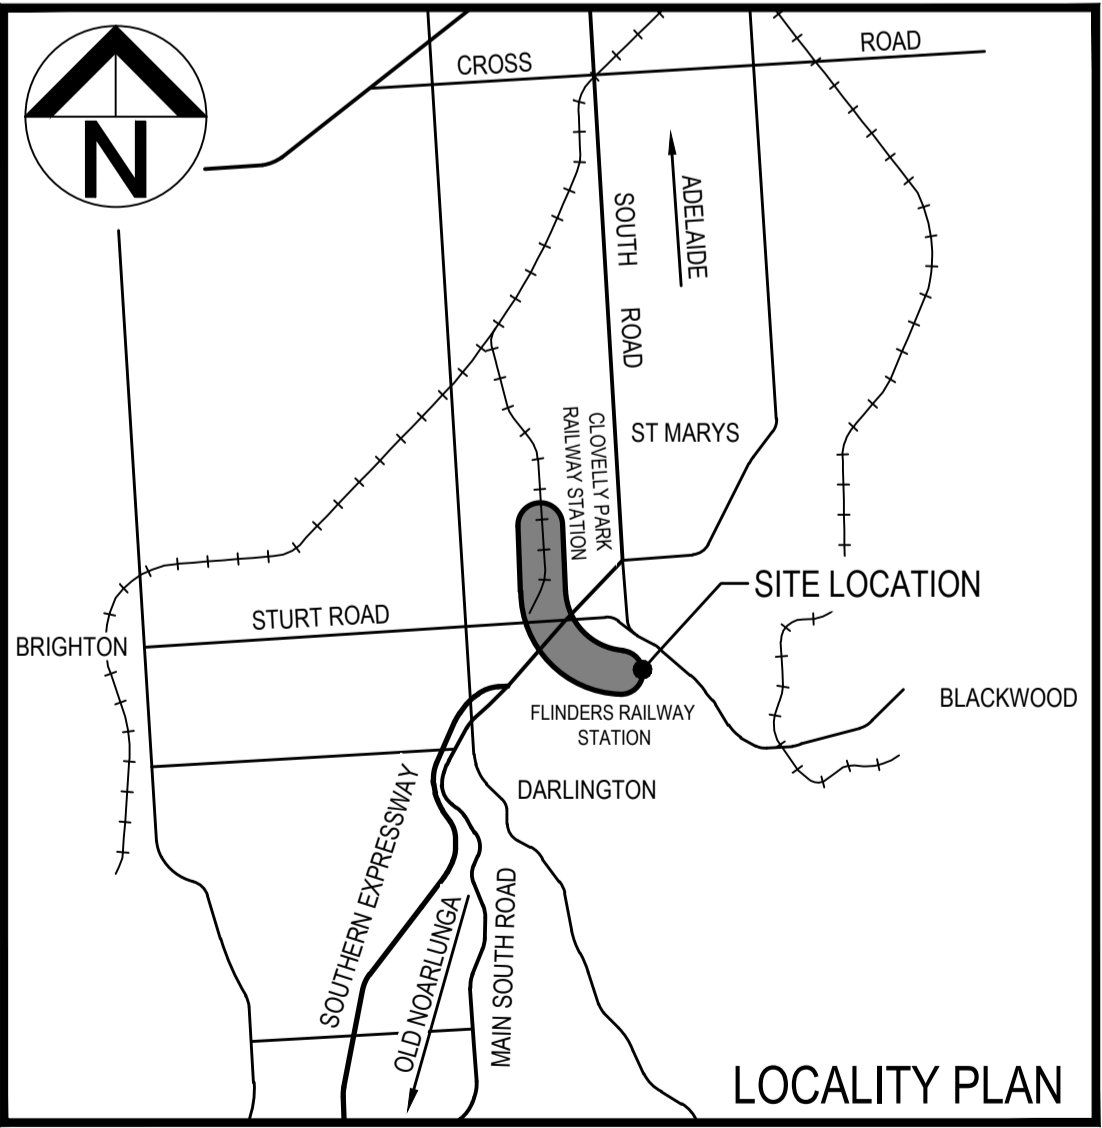 N
CROSS
ROAD
ADELAIDE
SOUTH
ROAD
CLOVELLY PARK
RAILWAY STATION
ST MARYS
SITE LOCATION
STURT ROAD
BRIGHTON
BLACKWOOD
FLINDERS RAILWAY
STATION
DARLINGTON
SOUTHERN EXPRESSWAY
OLD NOARLUNGA
MAIN SOUTH ROAD
LOCALITY PLAN